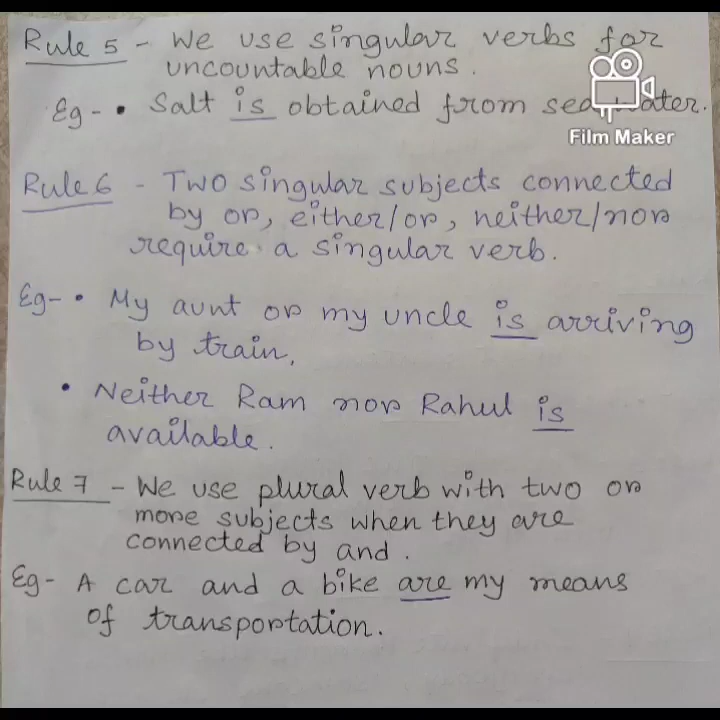 Rule 5 - We use singular verbs for
uncountable nouns.
Eg - • Salt is obtained from sea water.
Film Maker
Rule 6 - Two singular subjects connected
by or, either/or, neither/nor
require a singular verb.
Eg - • My aunt or my uncle is arriving
by train.
• Neither Ram nor Rahul is
available.
Rule 7 - We use plural verb with two or
more subjects when they are
connected by and.
Eg - A car and a bike are my means
of transportation.